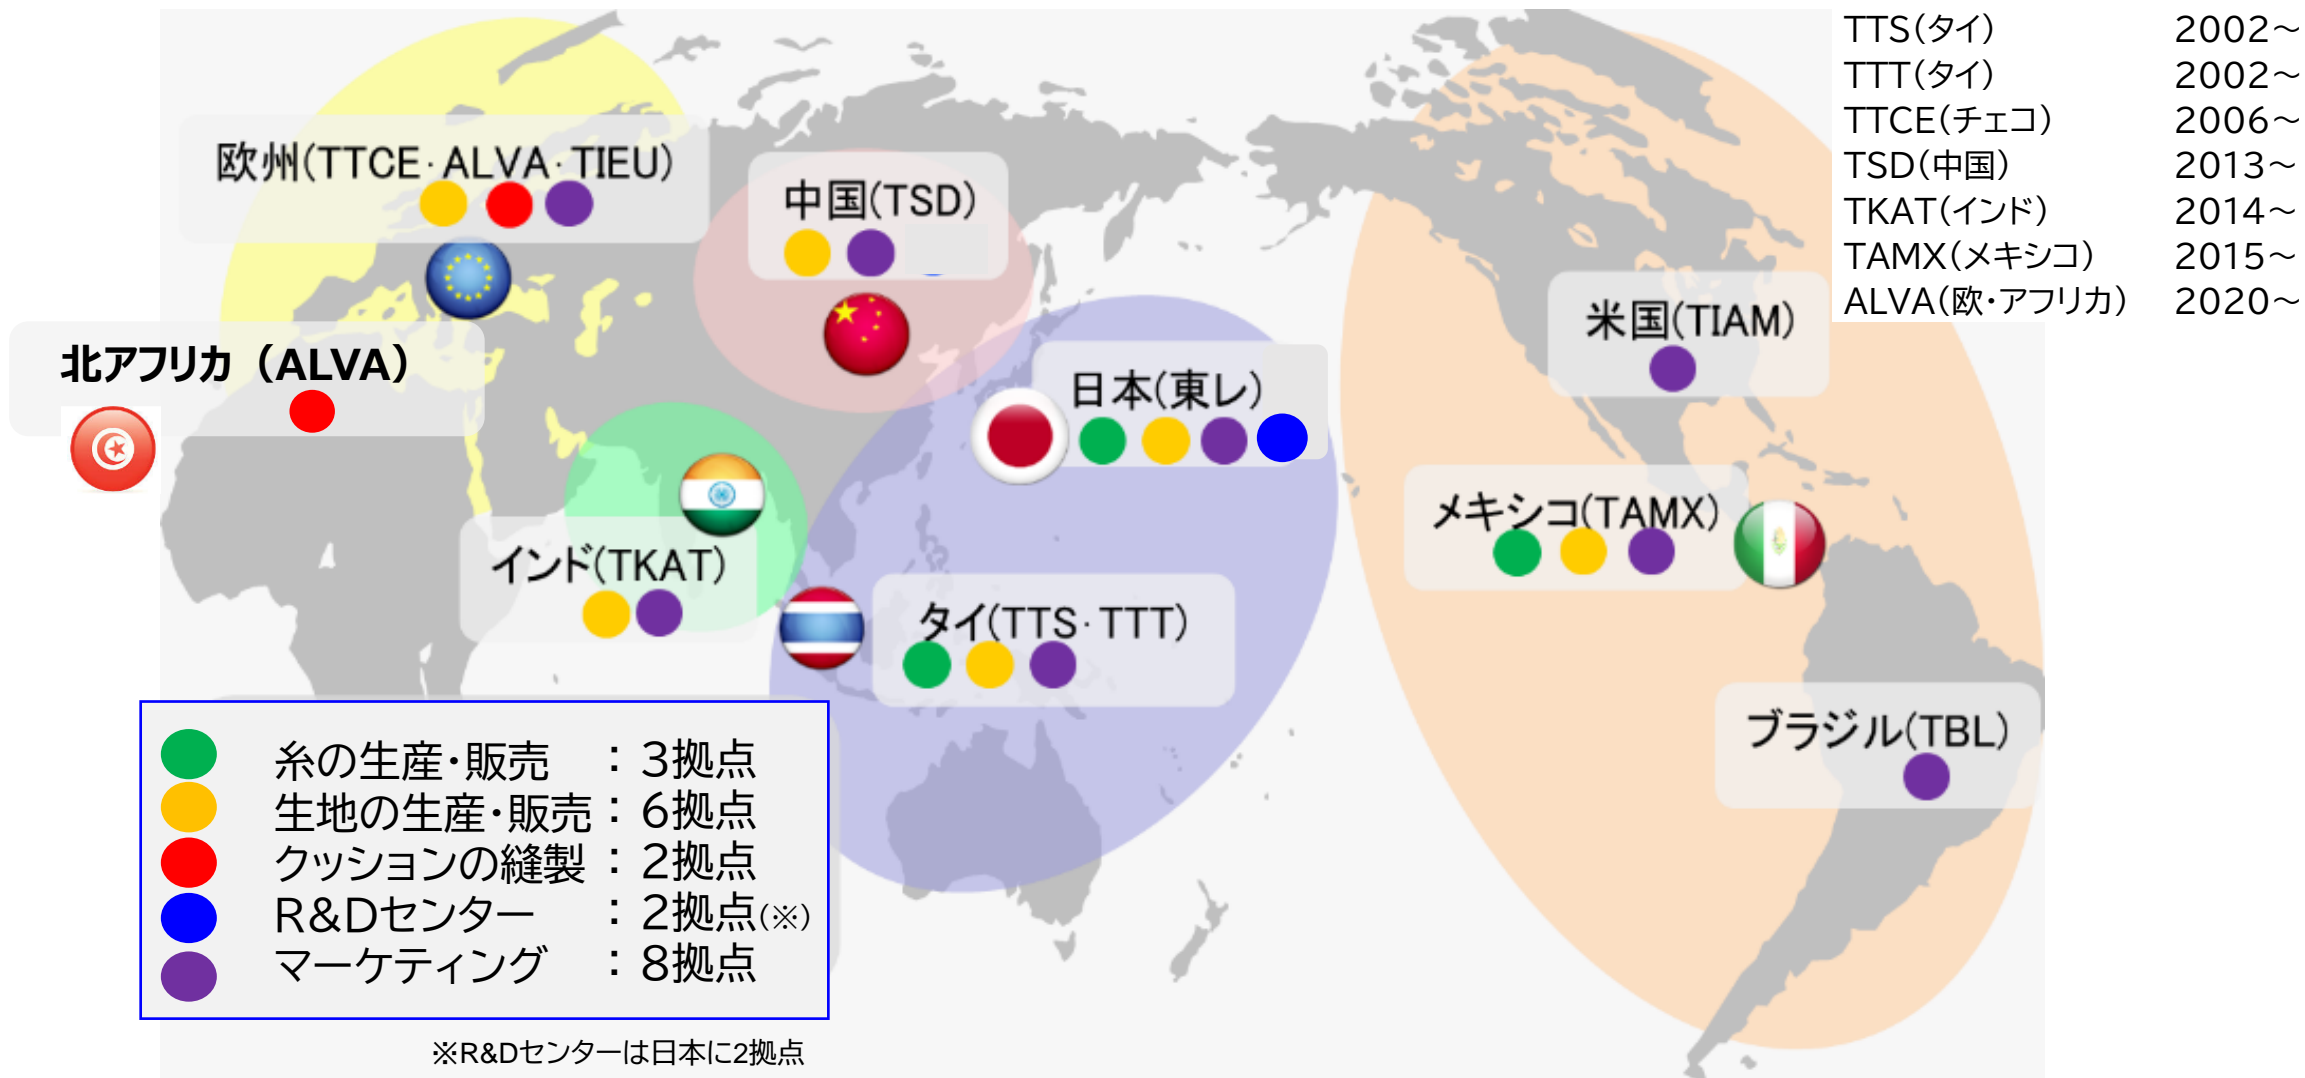 TTS(タイ) 2002～
TTT(タイ) 2002～
TTCE(チェコ) 2006～
TSD(中国) 2013～
TKAT(インド) 2014～
TAMX(メキシコ) 2015～
ALVA(欧・アフリカ) 2020～
欧州(TTCE･ALVA･TIEU)
中国(TSD)
米国(TIAM)
北アフリカ（ALVA）
日本(東レ)
メキシコ(TAMX)
インド(TKAT)
タイ(TTS･TTT)
ブラジル(TBL)
糸の生産・販売 ：3拠点
生地の生産・販売：6拠点
クッションの縫製：2拠点
R&Dセンター ：2拠点(※)
マーケティング ：8拠点
※R&Dセンターは日本に2拠点